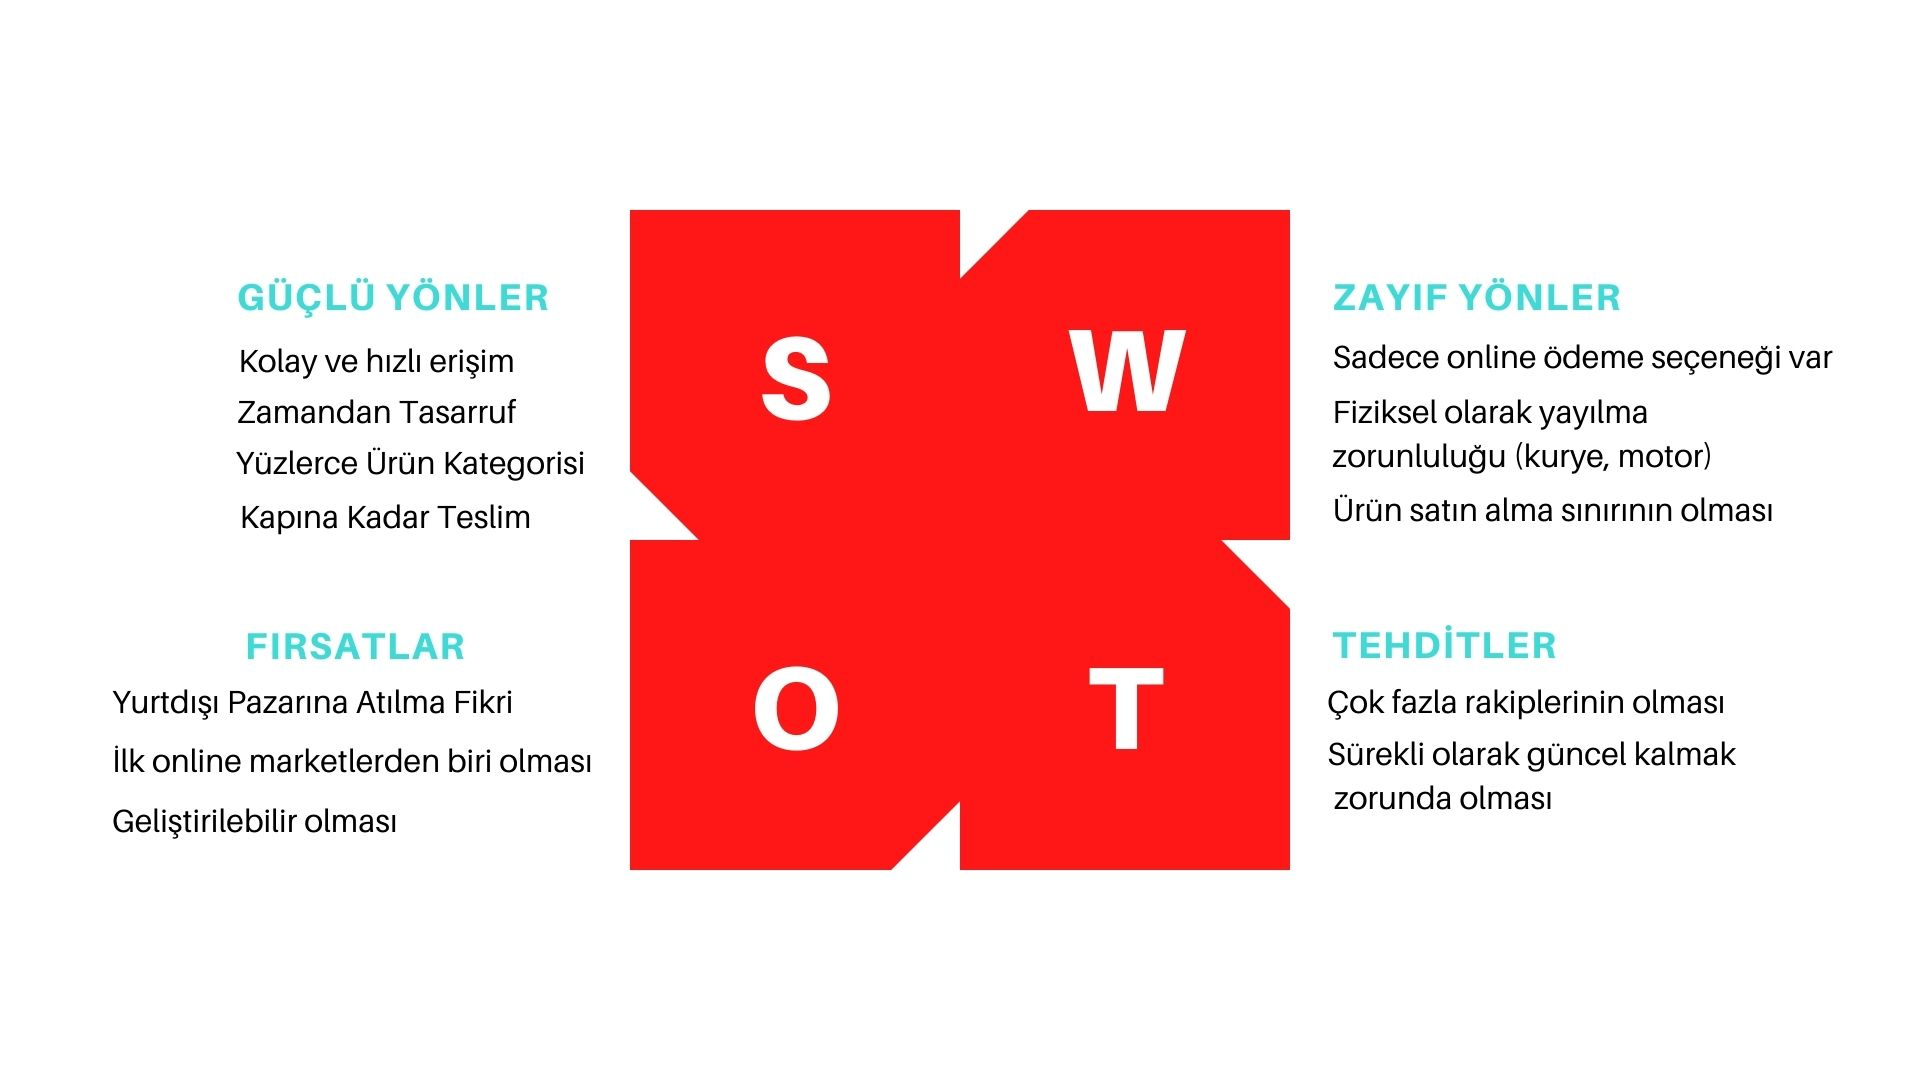 GÜÇLÜ YÖNLER
Kolay ve hızlı erişim
Zamandan Tasarruf
Yüzlerce Ürün Kategorisi
Kapına Kadar Teslim
S
W
ZAYIF YÖNLER
Sadece online ödeme seçeneği var
Fiziksel olarak yayılma
zorunluluğu (kurye, motor)
Ürün satın alma sınırının olması
FIRSATLAR
Yurtdışı Pazarına Atılma Fikri
İlk online marketlerden biri olması
Geliştirilebilir olması
O
T
TEHDİTLER
Çok fazla rakiplerinin olması
Sürekli olarak güncel kalmak
zorunda olması